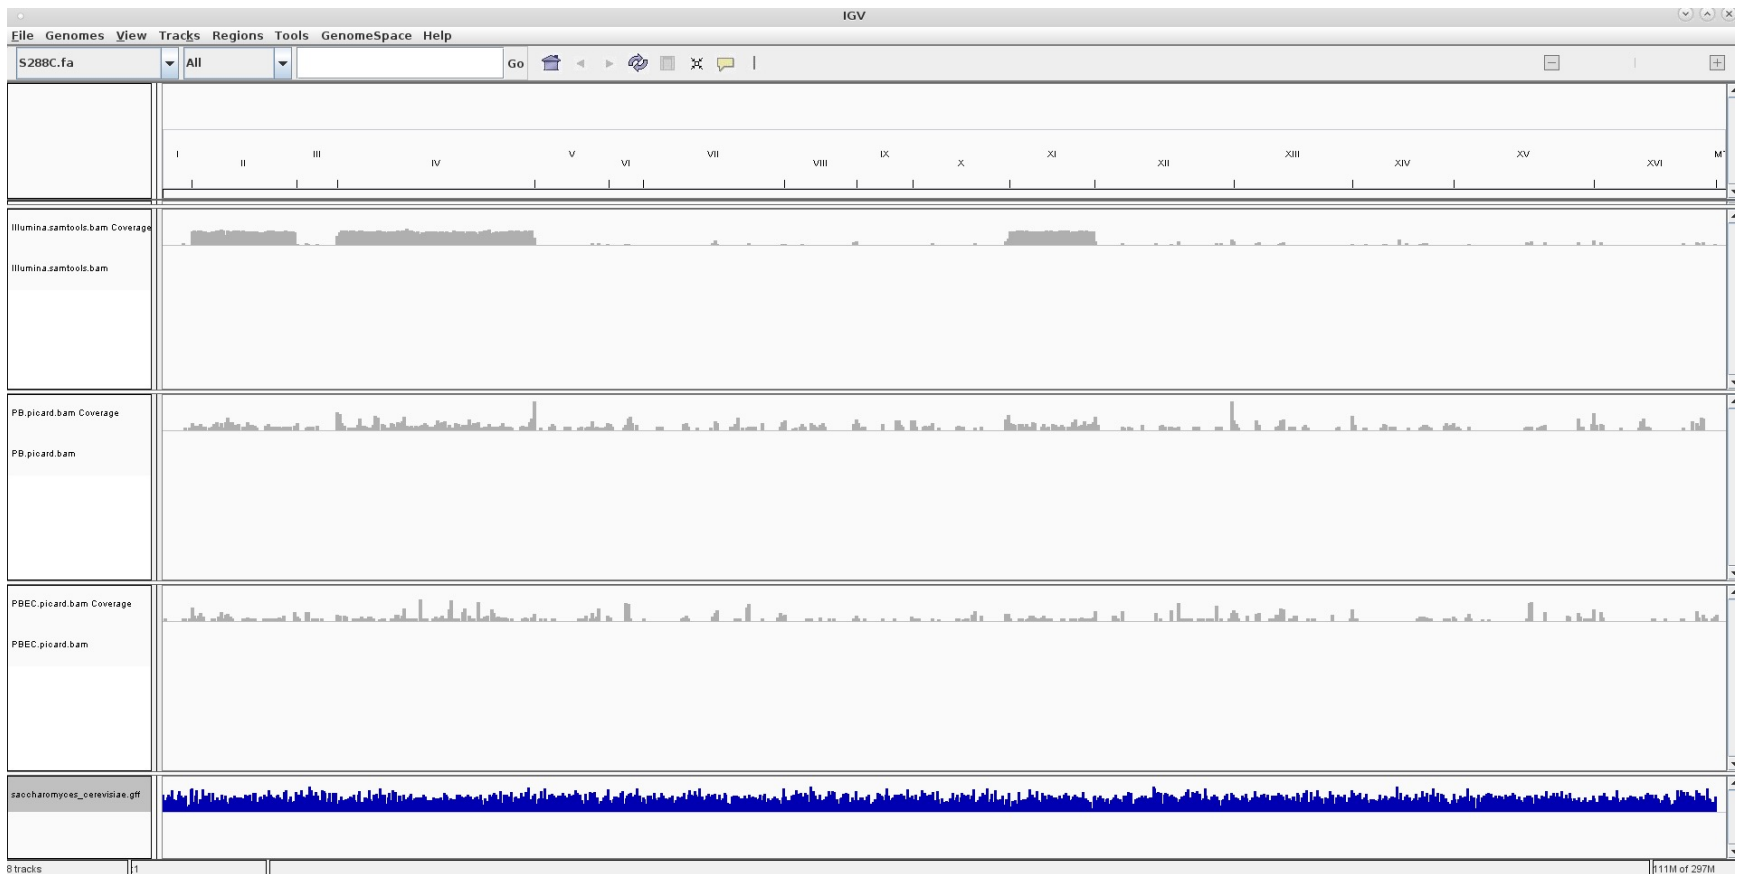 IGV
File Genomes View Tracks Regions Tools GenomeSpace Help
S288C.fa All Go
I II III IV V VI VII VIII IX X XI XII XIII XIV XV XVI
Illumina.samtools.bam Coverage
Illumina.samtools.bam
PB.picard.bam Coverage
PB.picard.bam
PBEC.picard.bam Coverage
PBEC.picard.bam
saccharomyces_cerevisiae.gff
8 tracks :1 111M of 297M